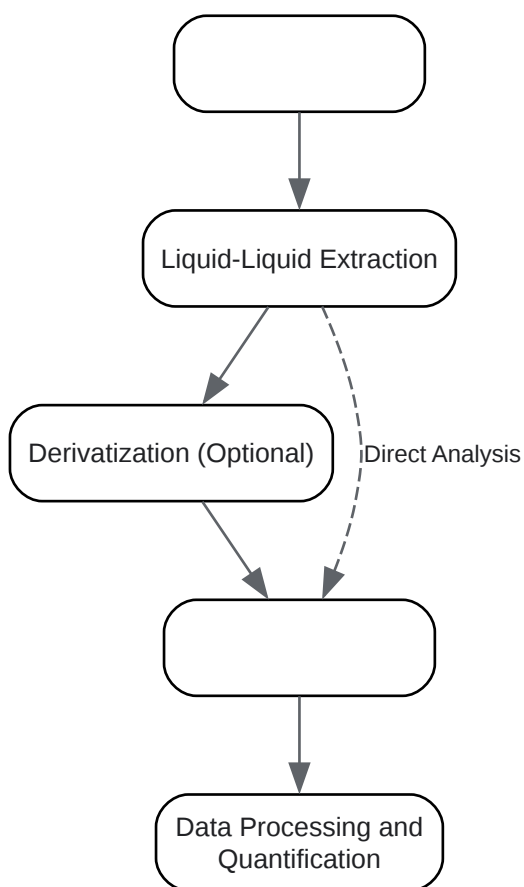 Liquid-Liquid Extraction
Derivatization (Optional)
Direct Analysis
Data Processing and
Quantification